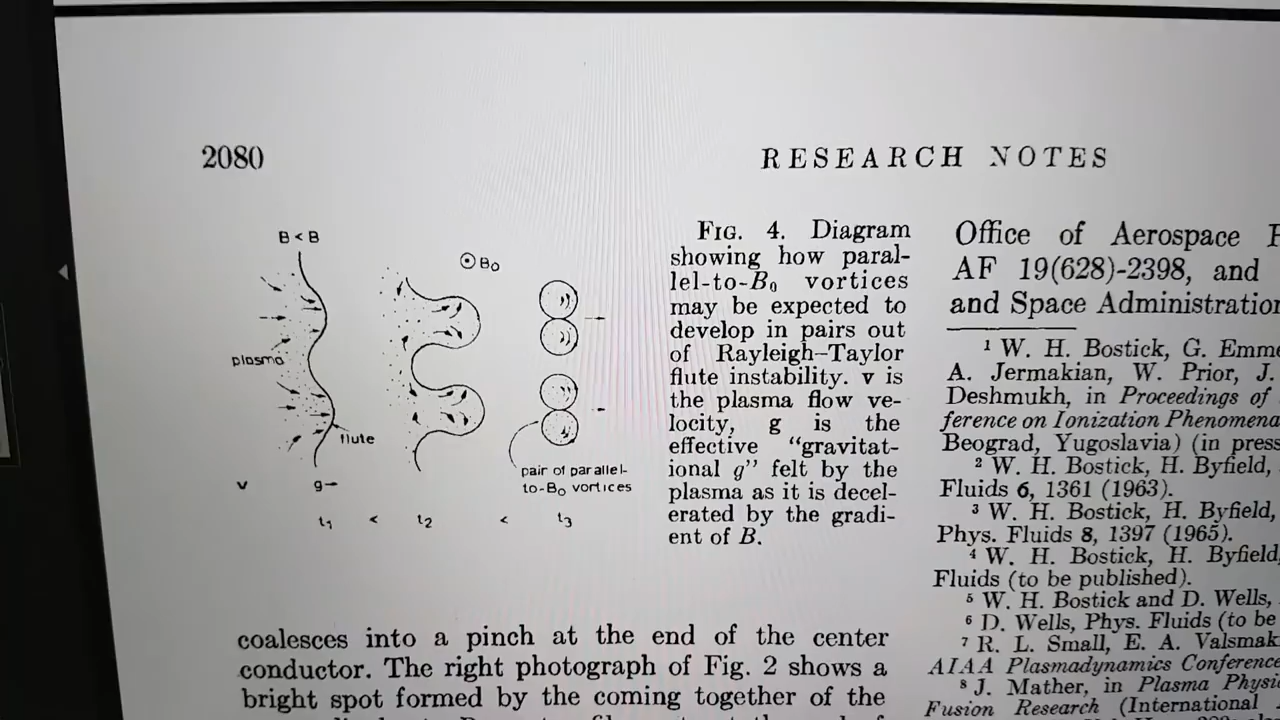 2080
RESEARCH NOTES
B < B
B₀
plasma
flute
pair of parallel-
to-B₀ vortices
v
g→
t₁ < t₂ < t₃
FIG. 4. Diagram
showing how paral-
lel-to-B₀ vortices
may be expected to
develop in pairs out
of Rayleigh–Taylor
flute instability. v is
the plasma flow ve-
locity, g is the
effective "gravitat-
ional g" felt by the
plasma as it is decel-
erated by the gradi-
ent of B.
coalesces into a pinch at the end of the center
conductor. The right photograph of Fig. 2 shows a
bright spot formed by the coming together of the
Office of Aerospace
AF 19(628)-2398, and
and Space Administration
¹ W. H. Bostick, G. Emme
A. Jermakian, W. Prior, J.
Deshmukh, in Proceedings of
ference on Ionization Phenomena
Beograd, Yugoslavia) (in press
² W. H. Bostick, H. Byfield,
Fluids 6, 1361 (1963).
³ W. H. Bostick, H. Byfield,
Phys. Fluids 8, 1397 (1965).
⁴ W. H. Bostick, H. Byfield,
Fluids (to be published).
⁵ W. H. Bostick and D. Wells,
⁶ D. Wells, Phys. Fluids (to be
⁷ R. L. Small, E. A. Valsmak
AIAA Plasmadynamics Conference
⁸ J. Mather, in Plasma Physi
Fusion Research (International